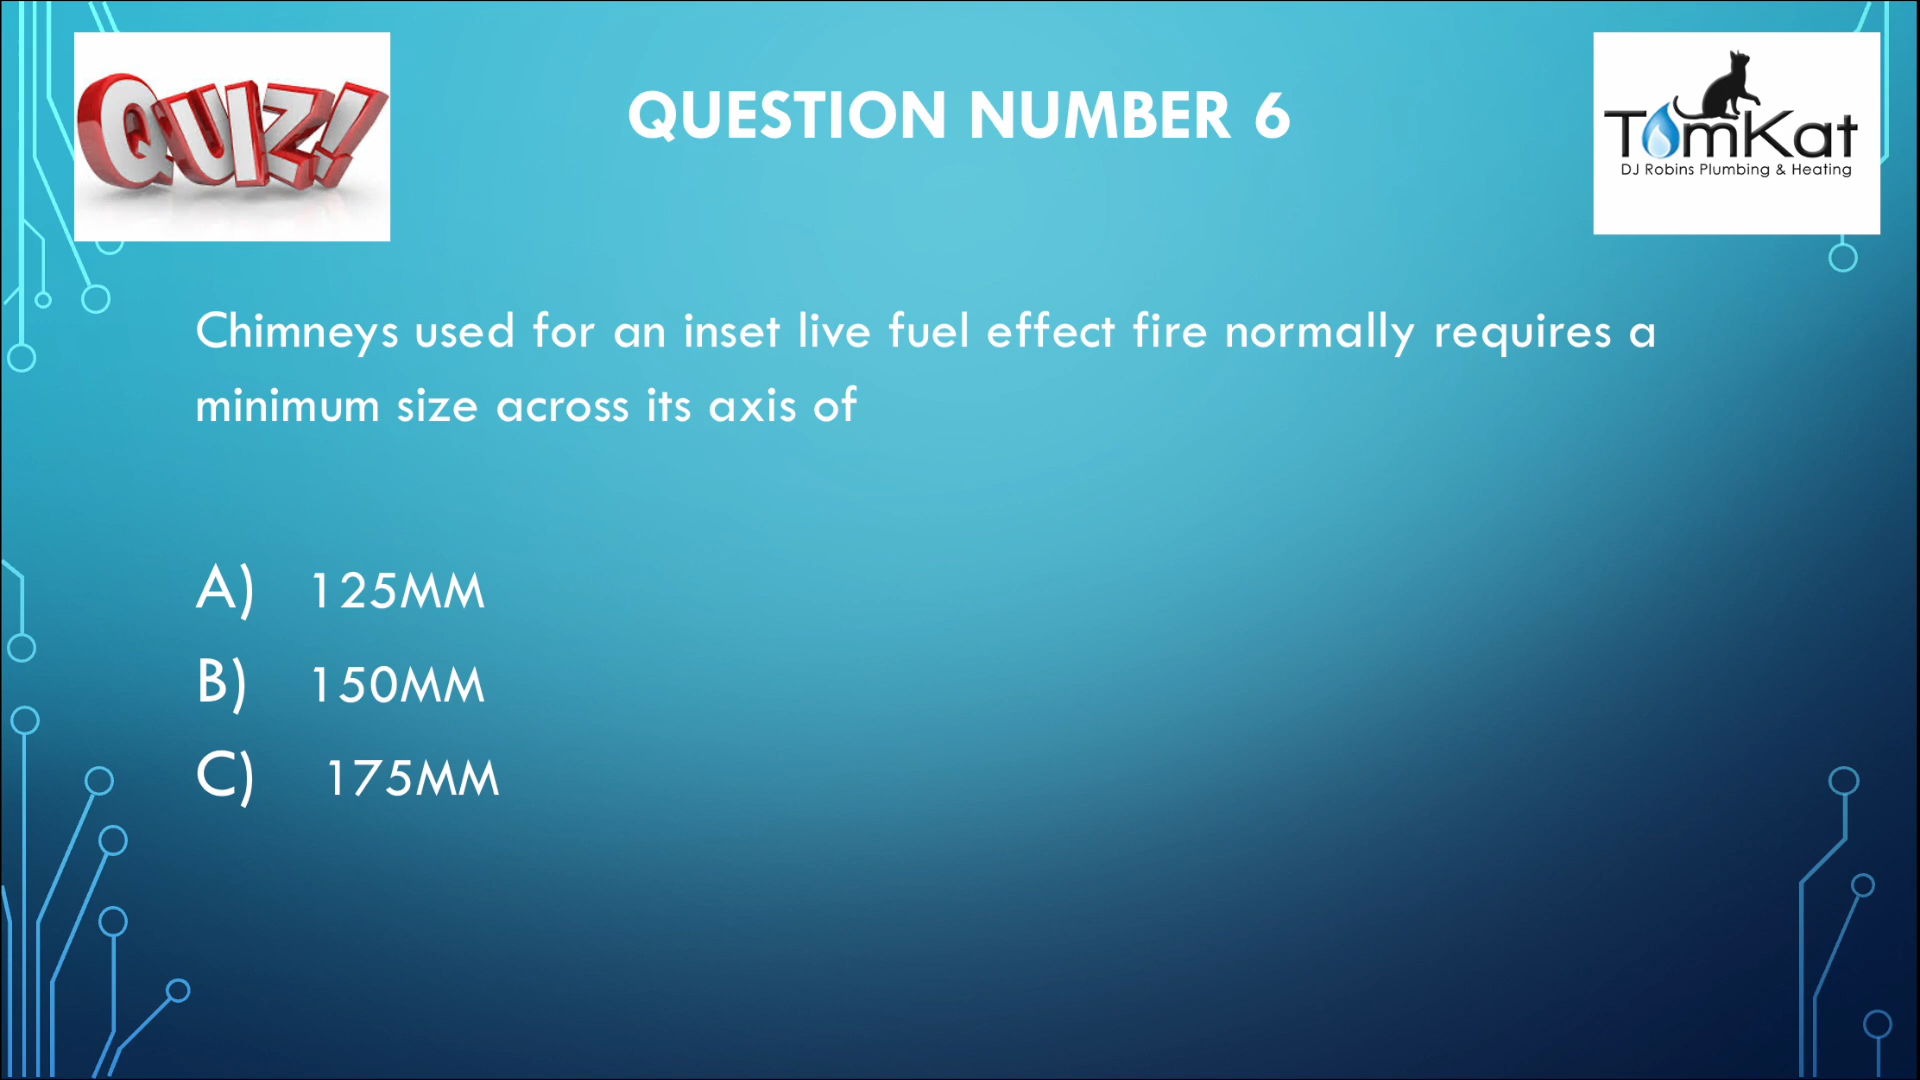 QUIZ!
QUESTION NUMBER 6
TomKat
DJ Robins Plumbing & Heating
Chimneys used for an inset live fuel effect fire normally requires a
minimum size across its axis of
A) 125MM
B) 150MM
C) 175MM